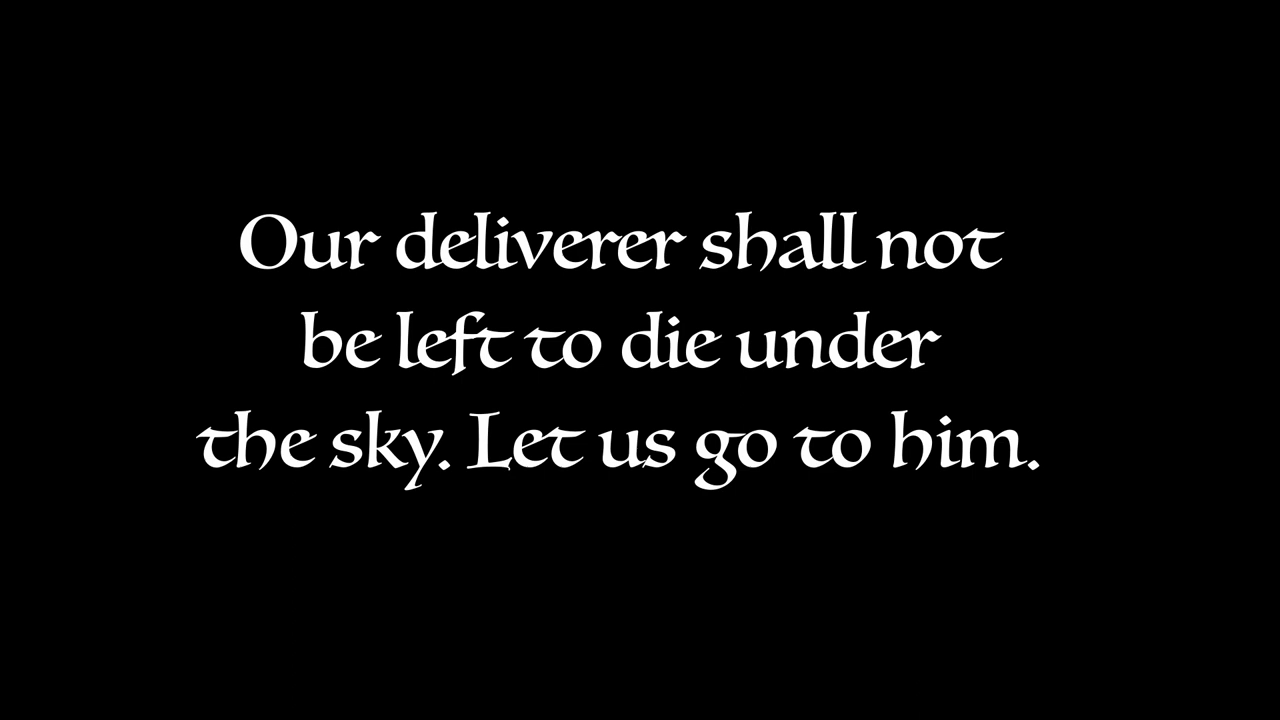 Our deliverer shall not
be left to die under
the sky. Let us go to him.